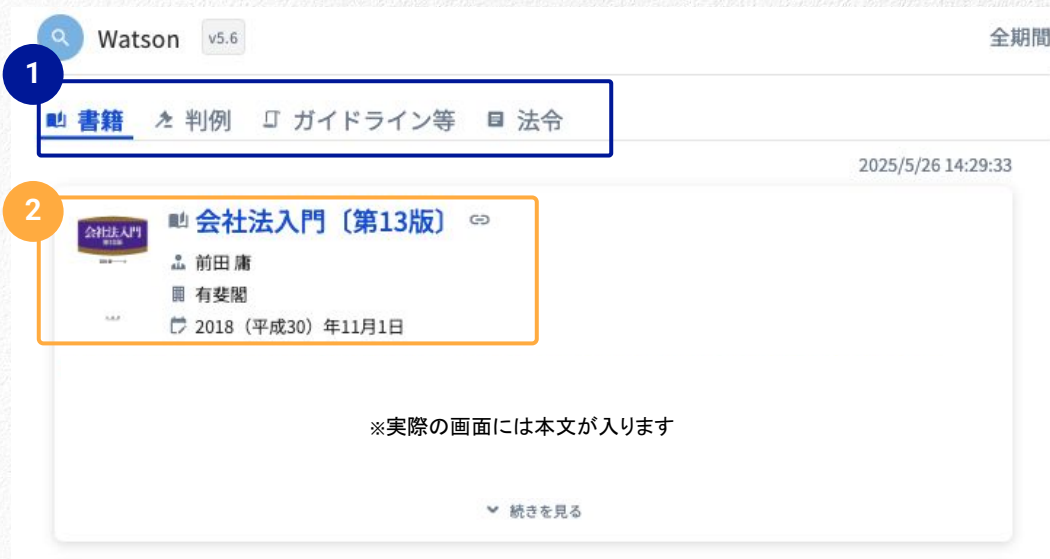 Watson v5.6 全期間
1
書籍 判例 ガイドライン等 法令
2025/5/26 14:29:33
2
会社法入門〔第13版〕
会社法入門
第13版
前田 庸
有斐閣
2018（平成30）年11月1日
※実際の画面には本文が入ります
続きを見る